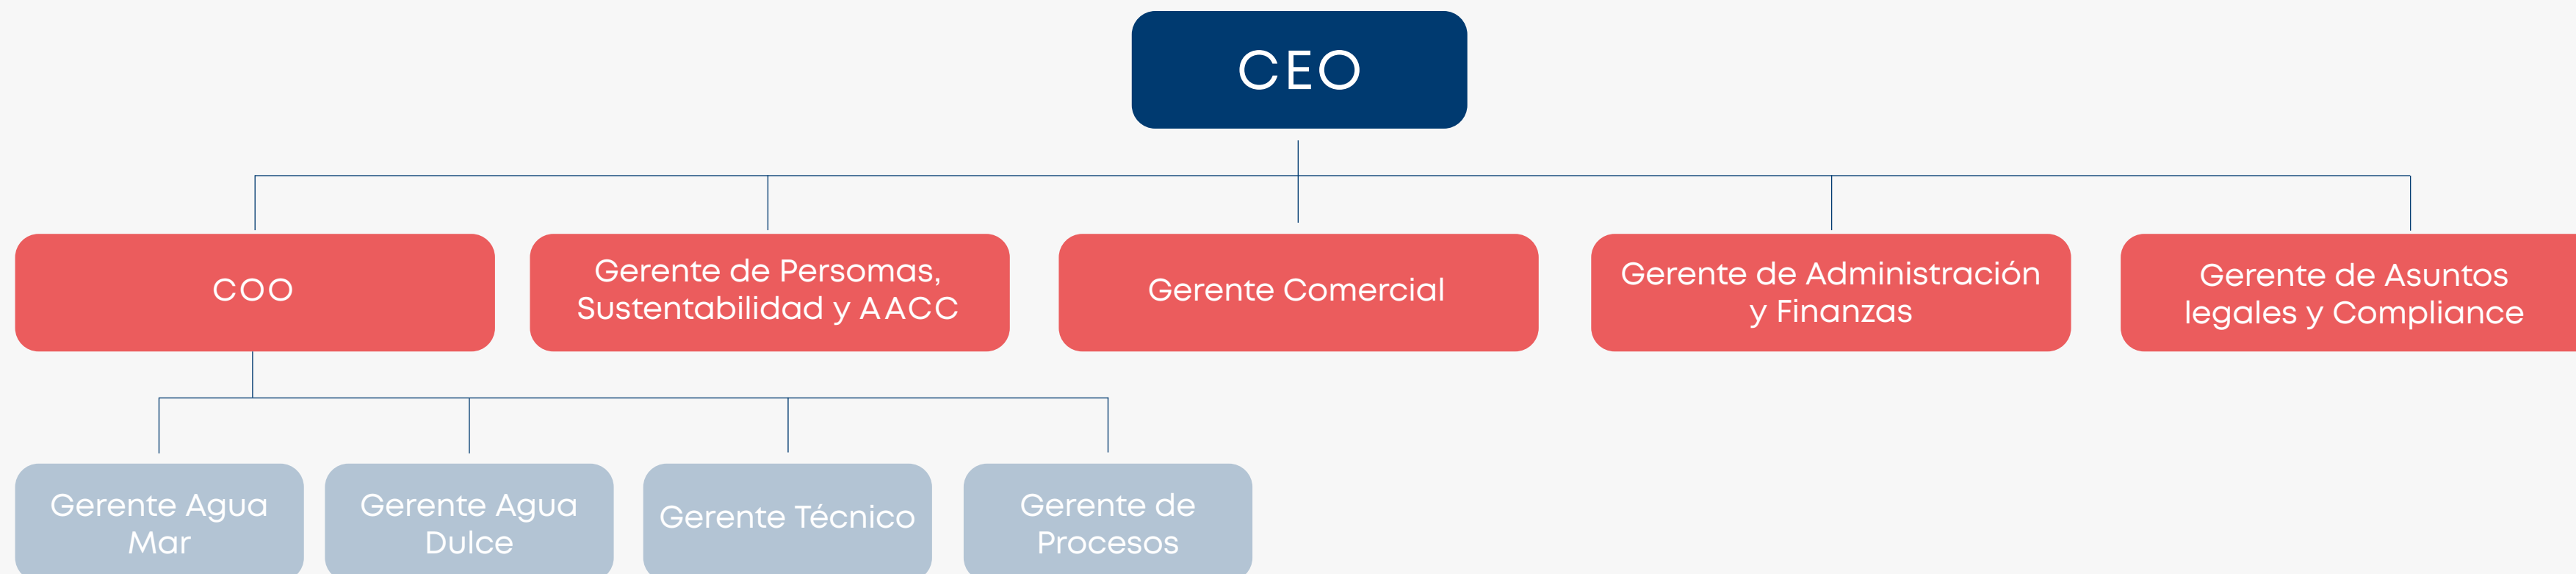 CEO
COO
Gerente de Persomas,
Sustentabilidad y AACC
Gerente Comercial
Gerente de Administración
y Finanzas
Gerente de Asuntos
legales y Compliance
Gerente Agua
Mar
Gerente Agua
Dulce
Gerente Técnico
Gerente de
Procesos